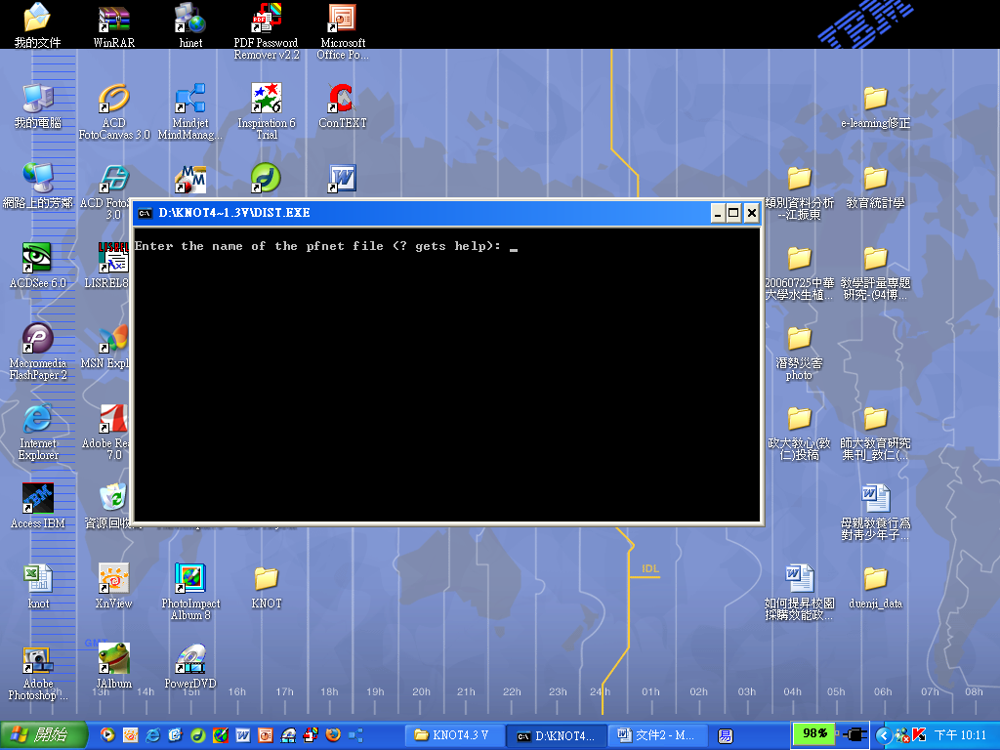 我的文件
WinRAR
hinet
PDF Password
Remover v2.2
Microsoft
Office Po...
IBM
我的電腦
ACD
FotoCanvas 3.0
Mindjet
MindManag...
Inspiration 6
Trial
ConTEXT
e-learning修正
網路上的芳鄰
ACD Foto
3.0
類別資料分析
--江振東
教育統計學
D:\KNOT4~1.3V\DIST.EXE
Enter the name of the pfnet file (? gets help): _
ACDSee 6.0
LISREL8
20060725中華
大學水生植...
教學評量專題
研究-(94博...
Macromedia
FlashPaper 2
MSN Expl
潛勢災害
photo
Internet
Explorer
Adobe Rea
7.0
政大教心(敦
仁)投稿
師大教育研究
集刊_敦仁(...
Access IBM
資源回收
母親教養行為
對青少年子...
knot
XnView
PhotoImpact
Album 8
KNOT
IDL
如何提昇校園
採購效能政...
duenji_data
GMT
Adobe
Photoshop ...
JAlbum
PowerDVD
13h 14h 15h 16h 17h 18h 19h 20h 21h 22h 23h 24h 01h 02h 03h 04h 05h 06h 07h 08h
開始
KNOT4.3 V
D:\KNOT4...
文件2 - M...
98%
下午 10:11